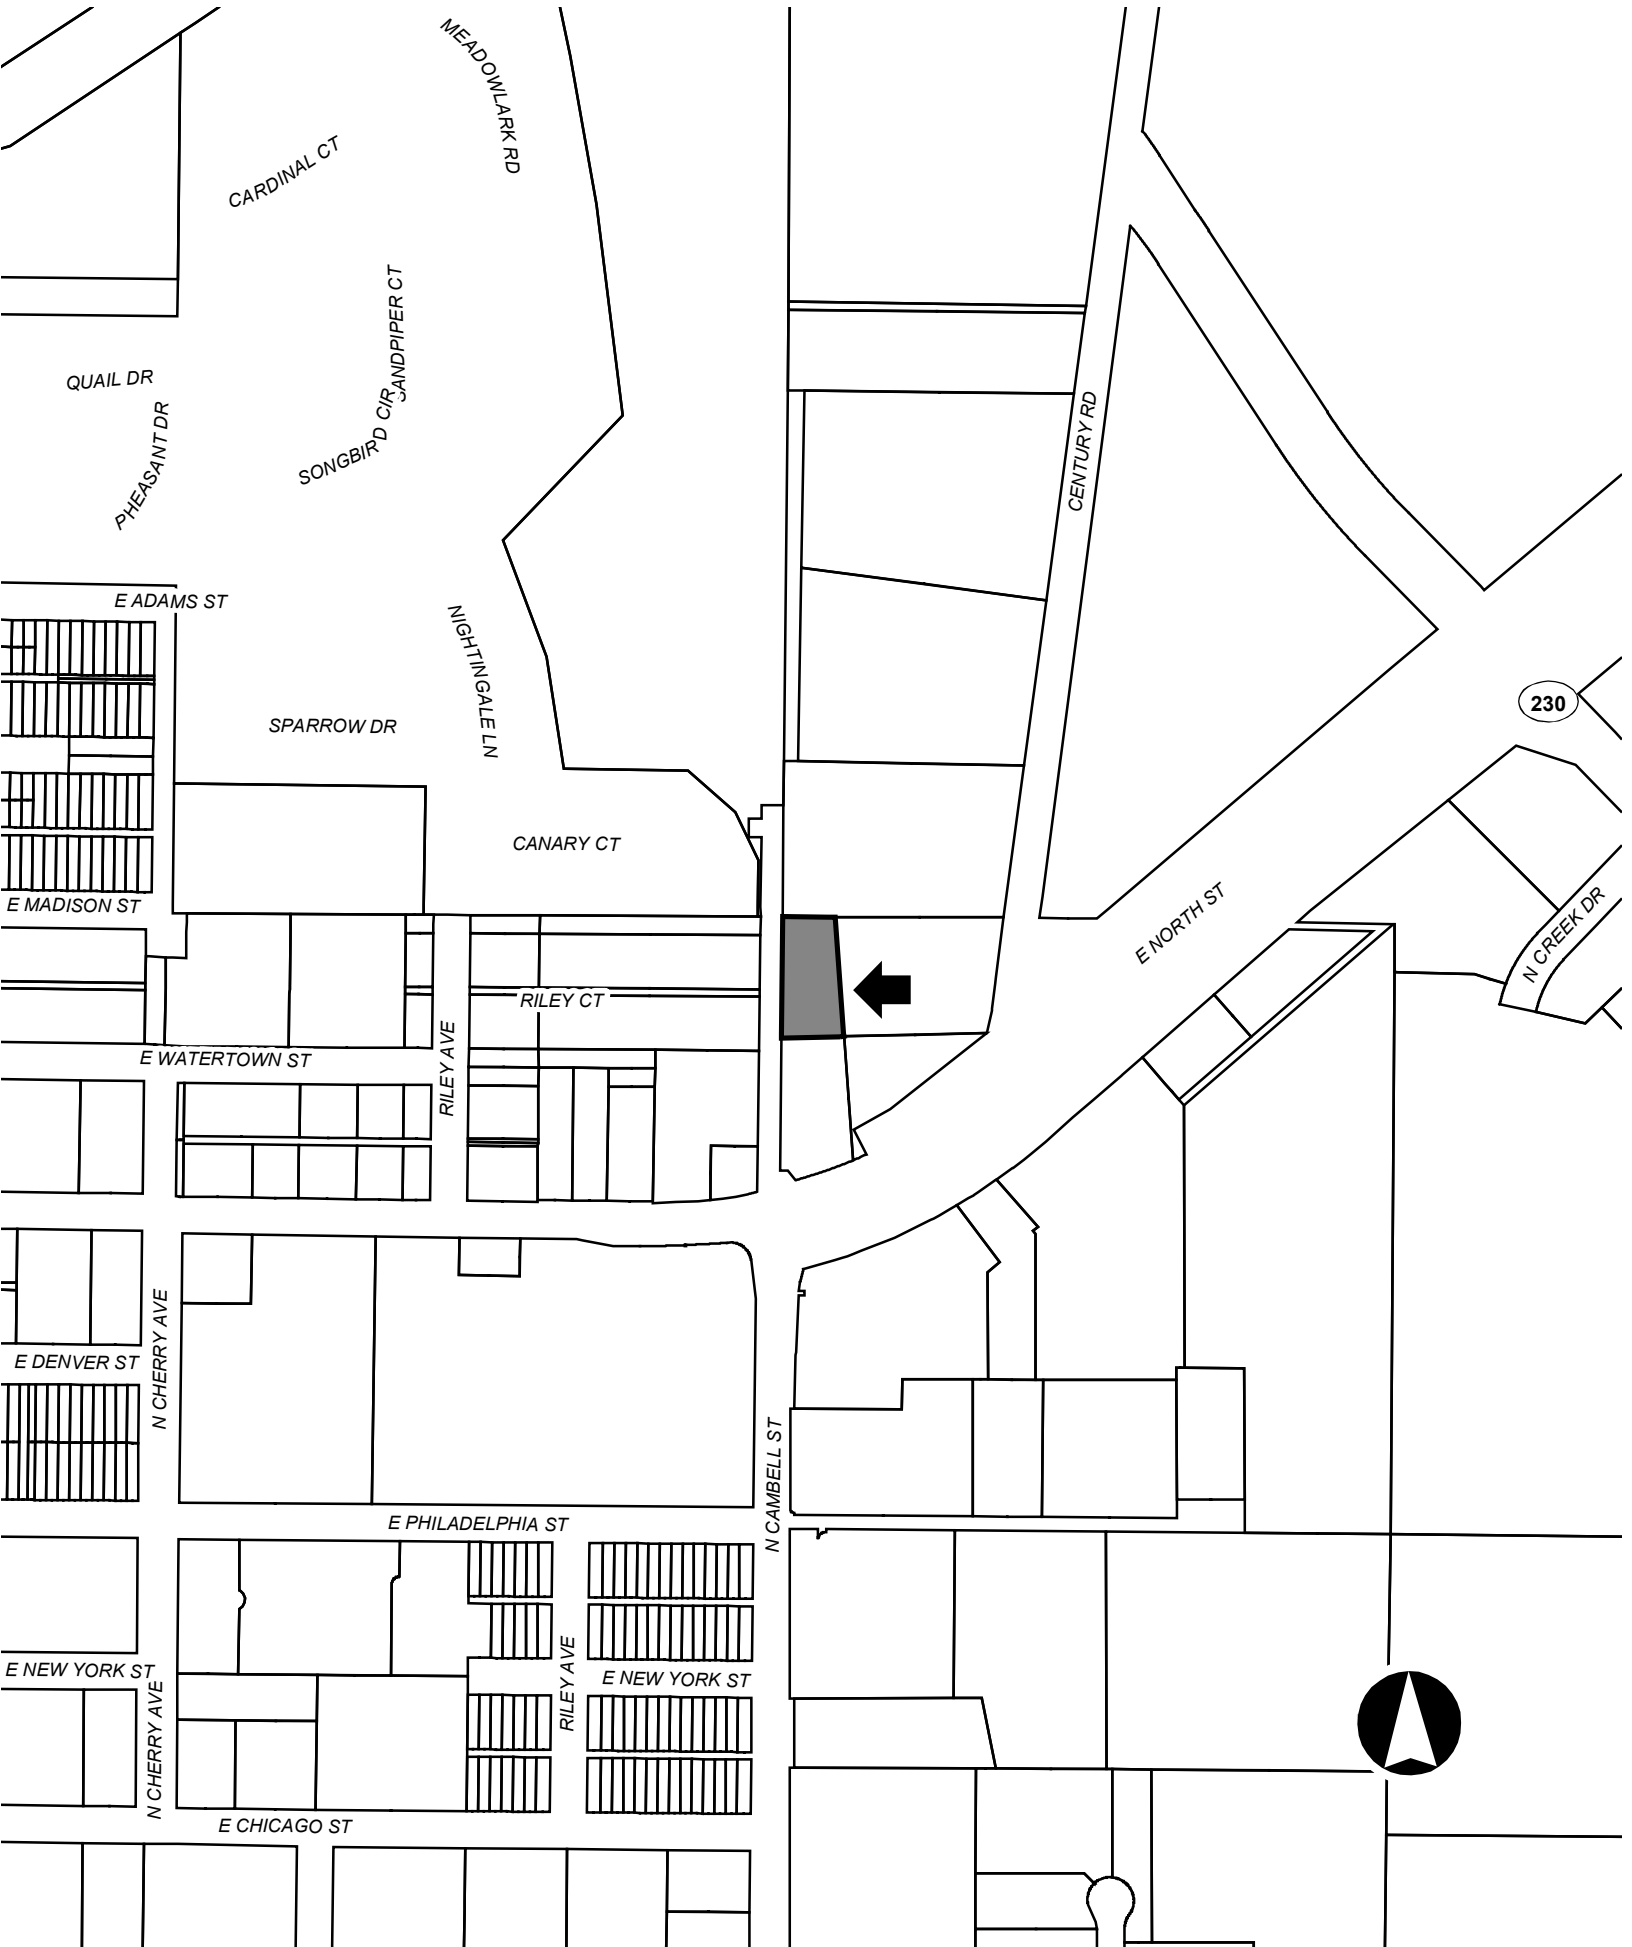 MEADOWLARK RD
CARDINAL CT
SANDPIPER CT
QUAIL DR
PHEASANT DR
SONGBIRD CIR
CENTURY RD
E ADAMS ST
NIGHTINGALE LN
230
SPARROW DR
CANARY CT
E MADISON ST
E NORTH ST
N CREEK DR
RILEY CT
E WATERTOWN ST
RILEY AVE
N CHERRY AVE
E DENVER ST
N CAMBELL ST
E PHILADELPHIA ST
E NEW YORK ST
RILEY AVE
E NEW YORK ST
N CHERRY AVE
E CHICAGO ST